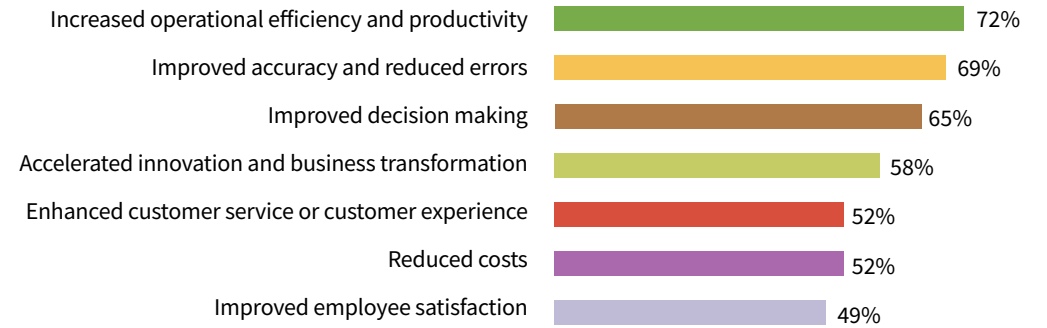 Increased operational efficiency and productivity 72%
Improved accuracy and reduced errors 69%
Improved decision making 65%
Accelerated innovation and business transformation 58%
Enhanced customer service or customer experience 52%
Reduced costs 52%
Improved employee satisfaction 49%